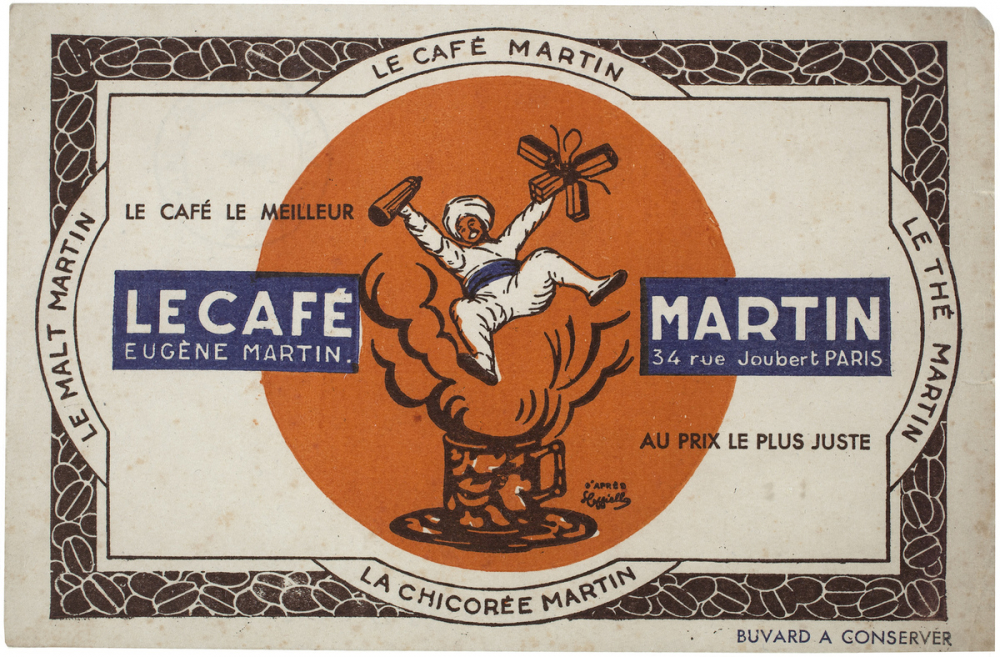 LE CAFÉ MARTIN
LE MALT MARTIN
LE THÉ MARTIN
LE CAFÉ LE MEILLEUR
LE CAFÉ
EUGÈNE MARTIN.
MARTIN
34 rue Joubert PARIS
AU PRIX LE PLUS JUSTE
D'APRÈS
LA CHICORÉE MARTIN
BUVARD A CONSERVER